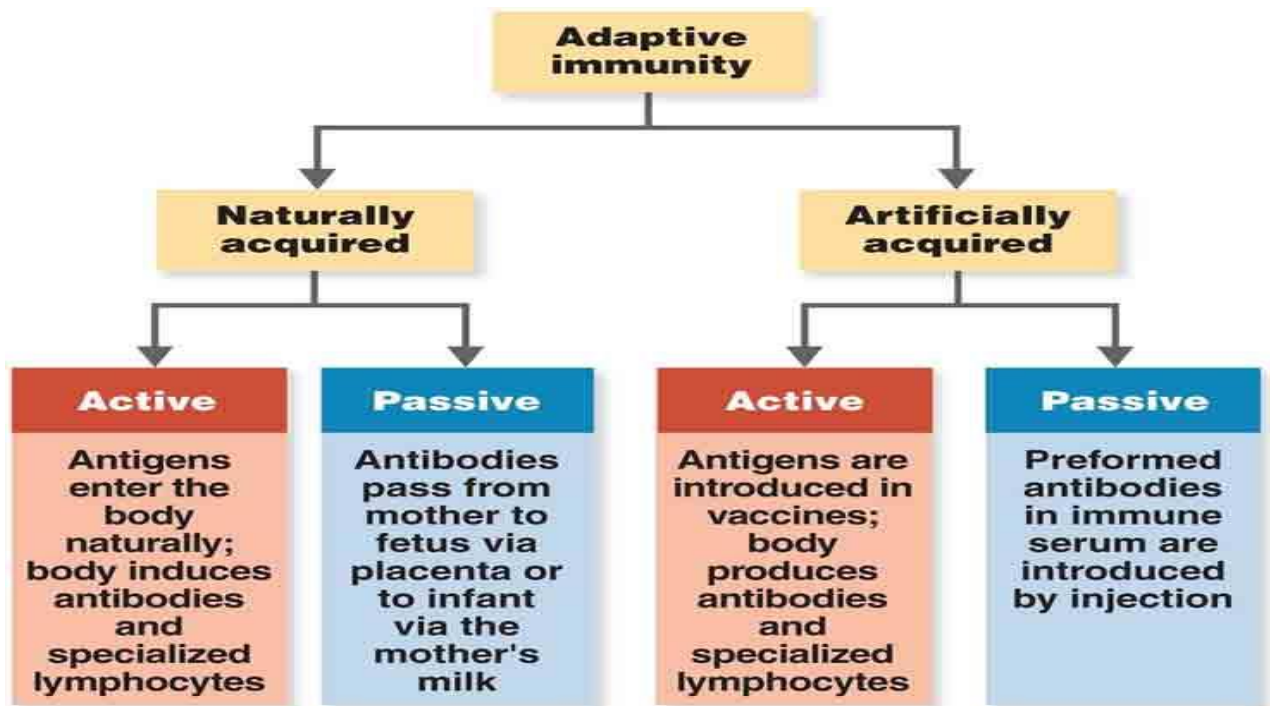 Adaptive
immunity
Naturally
acquired
Artificially
acquired
Active
Antigens
enter the
body
naturally;
body induces
antibodies
and
specialized
lymphocytes
Passive
Antibodies
pass from
mother to
fetus via
placenta or
to infant
via the
mother's
milk
Active
Antigens are
introduced in
vaccines;
body
produces
antibodies
and
specialized
lymphocytes
Passive
Preformed
antibodies
in immune
serum are
introduced
by injection